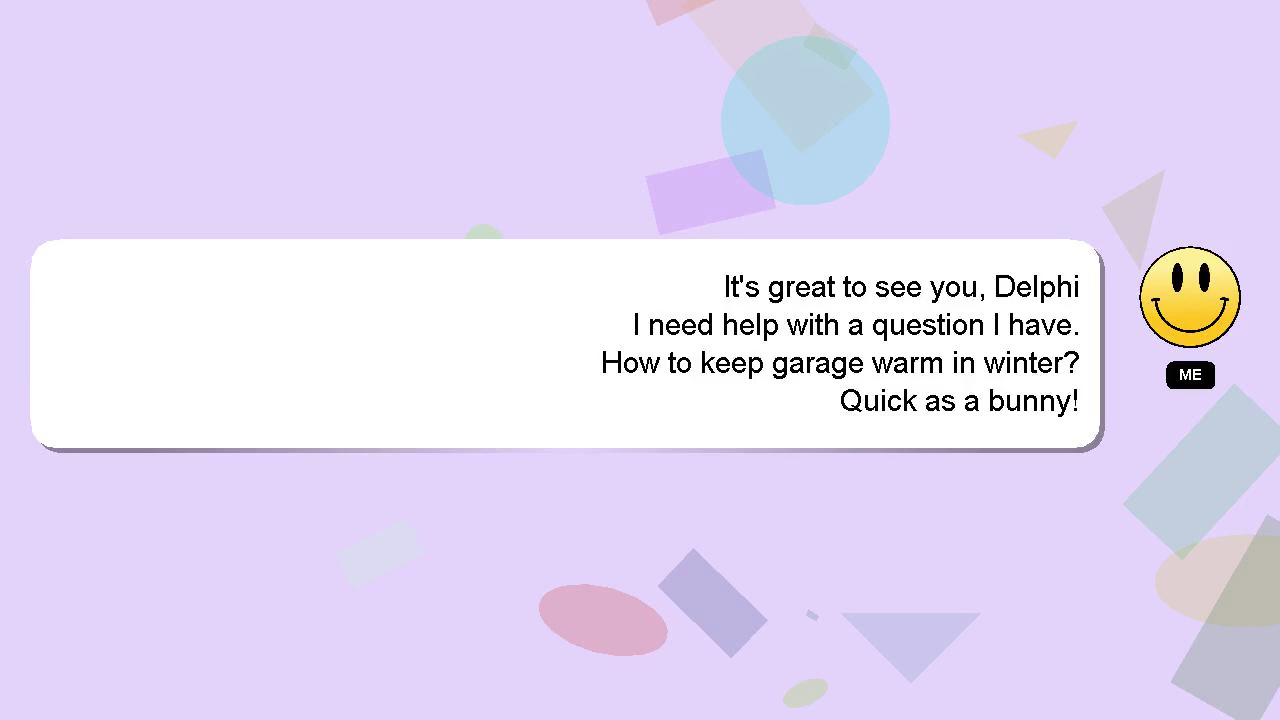 It's great to see you, Delphi
I need help with a question I have.
How to keep garage warm in winter?
Quick as a bunny!
ME